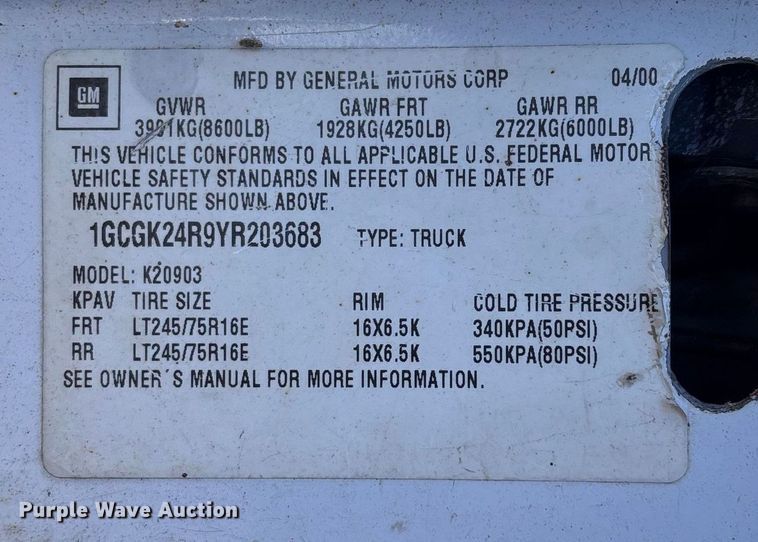 GM
MFD BY GENERAL MOTORS CORP 04/00
GVWR GAWR FRT GAWR RR
3901KG(8600LB) 1928KG(4250LB) 2722KG(6000LB)
THIS VEHICLE CONFORMS TO ALL APPLICABLE U.S. FEDERAL MOTOR
VEHICLE SAFETY STANDARDS IN EFFECT ON THE DATE OF
MANUFACTURE SHOWN ABOVE.
1GCGK24R9YR203683 TYPE: TRUCK
MODEL: K20903
KPAV TIRE SIZE RIM COLD TIRE PRESSURE
FRT LT245/75R16E 16X6.5K 340KPA(50PSI)
RR LT245/75R16E 16X6.5K 550KPA(80PSI)
SEE OWNER´S MANUAL FOR MORE INFORMATION.
Purple Wave Auction